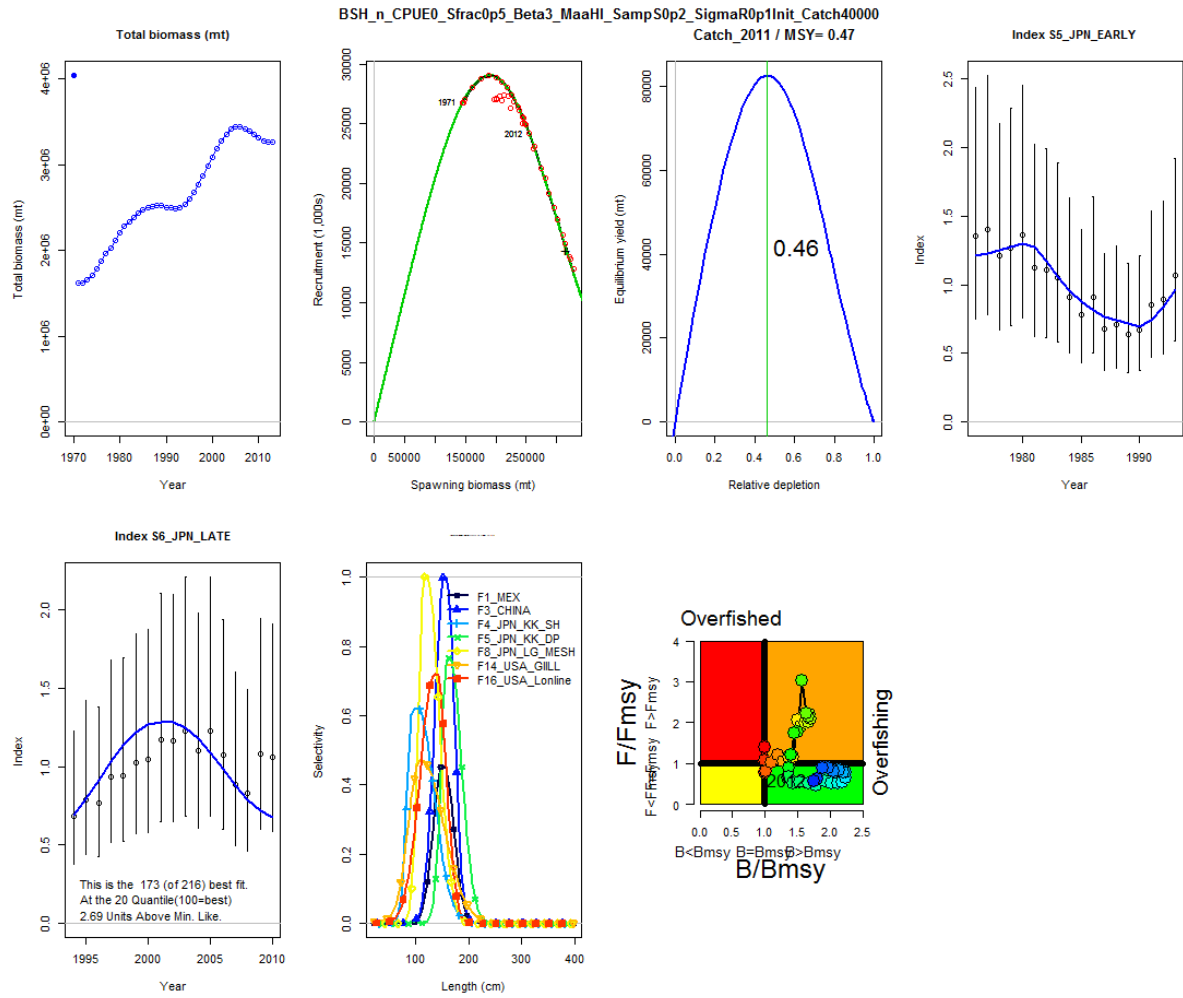 BSH_n_CPUE0_Sfrac0p5_Beta3_MaaHI_SampS0p2_SigmaR0p1Init_Catch40000
Total biomass (mt)
Catch_2011 / MSY= 0.47
Index S5_JPN_EARLY
Total biomass (mt)
0e+00
1e+06
2e+06
3e+06
4e+06
1970
1980
1990
2000
2010
Year
Recruitment (1,000s)
0
5000
10000
15000
20000
25000
30000
1971
2012
0
50000
150000
250000
Spawning biomass (mt)
Equilibrium yield (mt)
0
20000
40000
60000
80000
0.46
0.0
0.2
0.4
0.6
0.8
1.0
Relative depletion
Index
0.0
0.5
1.0
1.5
2.0
2.5
1980
1985
1990
Year
Index S6_JPN_LATE
Index
0.0
0.5
1.0
1.5
2.0
This is the 173 (of 216) best fit.
At the 20 Quantile(100=best)
2.69 Units Above Min. Like.
1995
2000
2005
2010
Year
Selectivity
0.0
0.2
0.4
0.6
0.8
1.0
F1_MEX
F3_CHINA
F4_JPN_KK_SH
F5_JPN_KK_DP
F8_JPN_LG_MESH
F14_USA_GIILL
F16_USA_Lonline
0
100
200
300
400
Length (cm)
Overfished
F/Fmsy
F>Fmsy
0
1
2
3
4
Overfishing
0.0
0.5
1.0
1.5
2.0
2.5
B<Bmsy
B=Bmsy
B>Bmsy
B/Bmsy